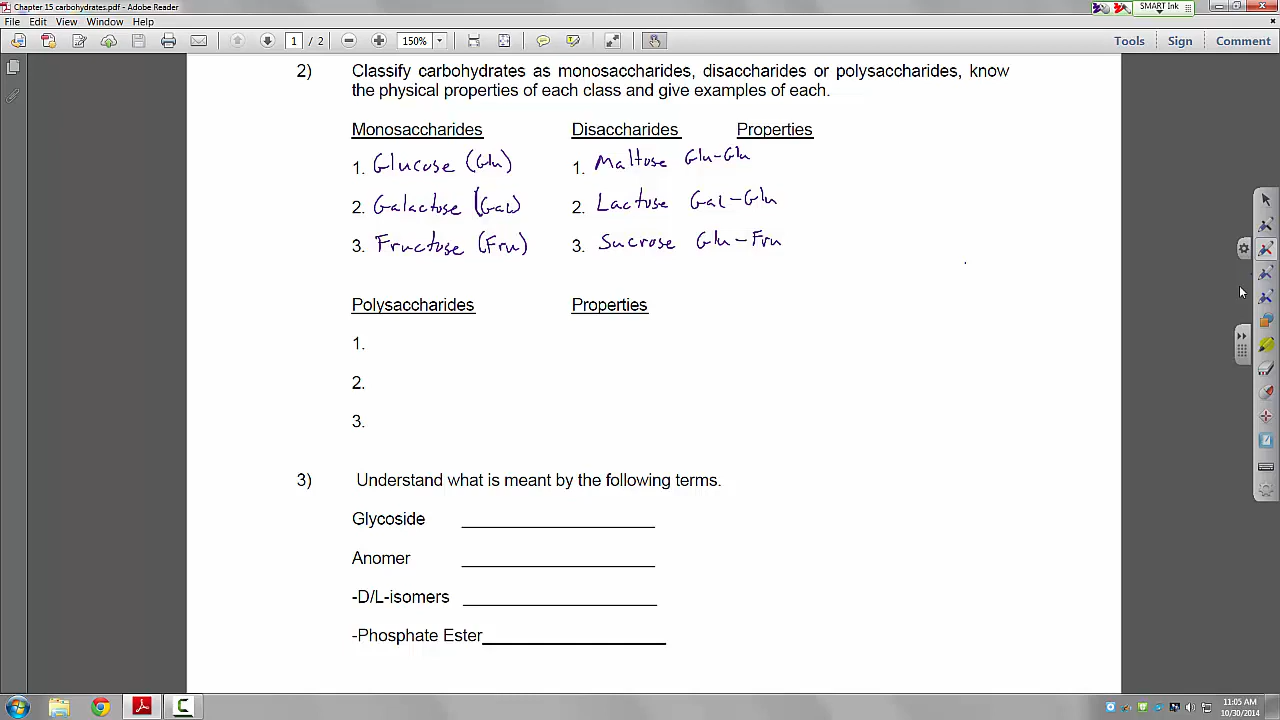 Chapter 15 carbohydrates.pdf - Adobe Reader
SMART Ink
File Edit View Window Help
1 / 2 150% Tools Sign Comment
2) Classify carbohydrates as monosaccharides, disaccharides or polysaccharides, know
the physical properties of each class and give examples of each.
Monosaccharides Disaccharides Properties
1. Glucose (Glu) 1. Maltose Glu-Glu
2. Galactose (Gal) 2. Lactose Gal-Glu
3. Fructose (Fru) 3. Sucrose Glu-Fru
Polysaccharides Properties
1.
2.
3.
3) Understand what is meant by the following terms.
Glycoside
Anomer
-D/L-isomers
-Phosphate Ester
11:05 AM
10/30/2014